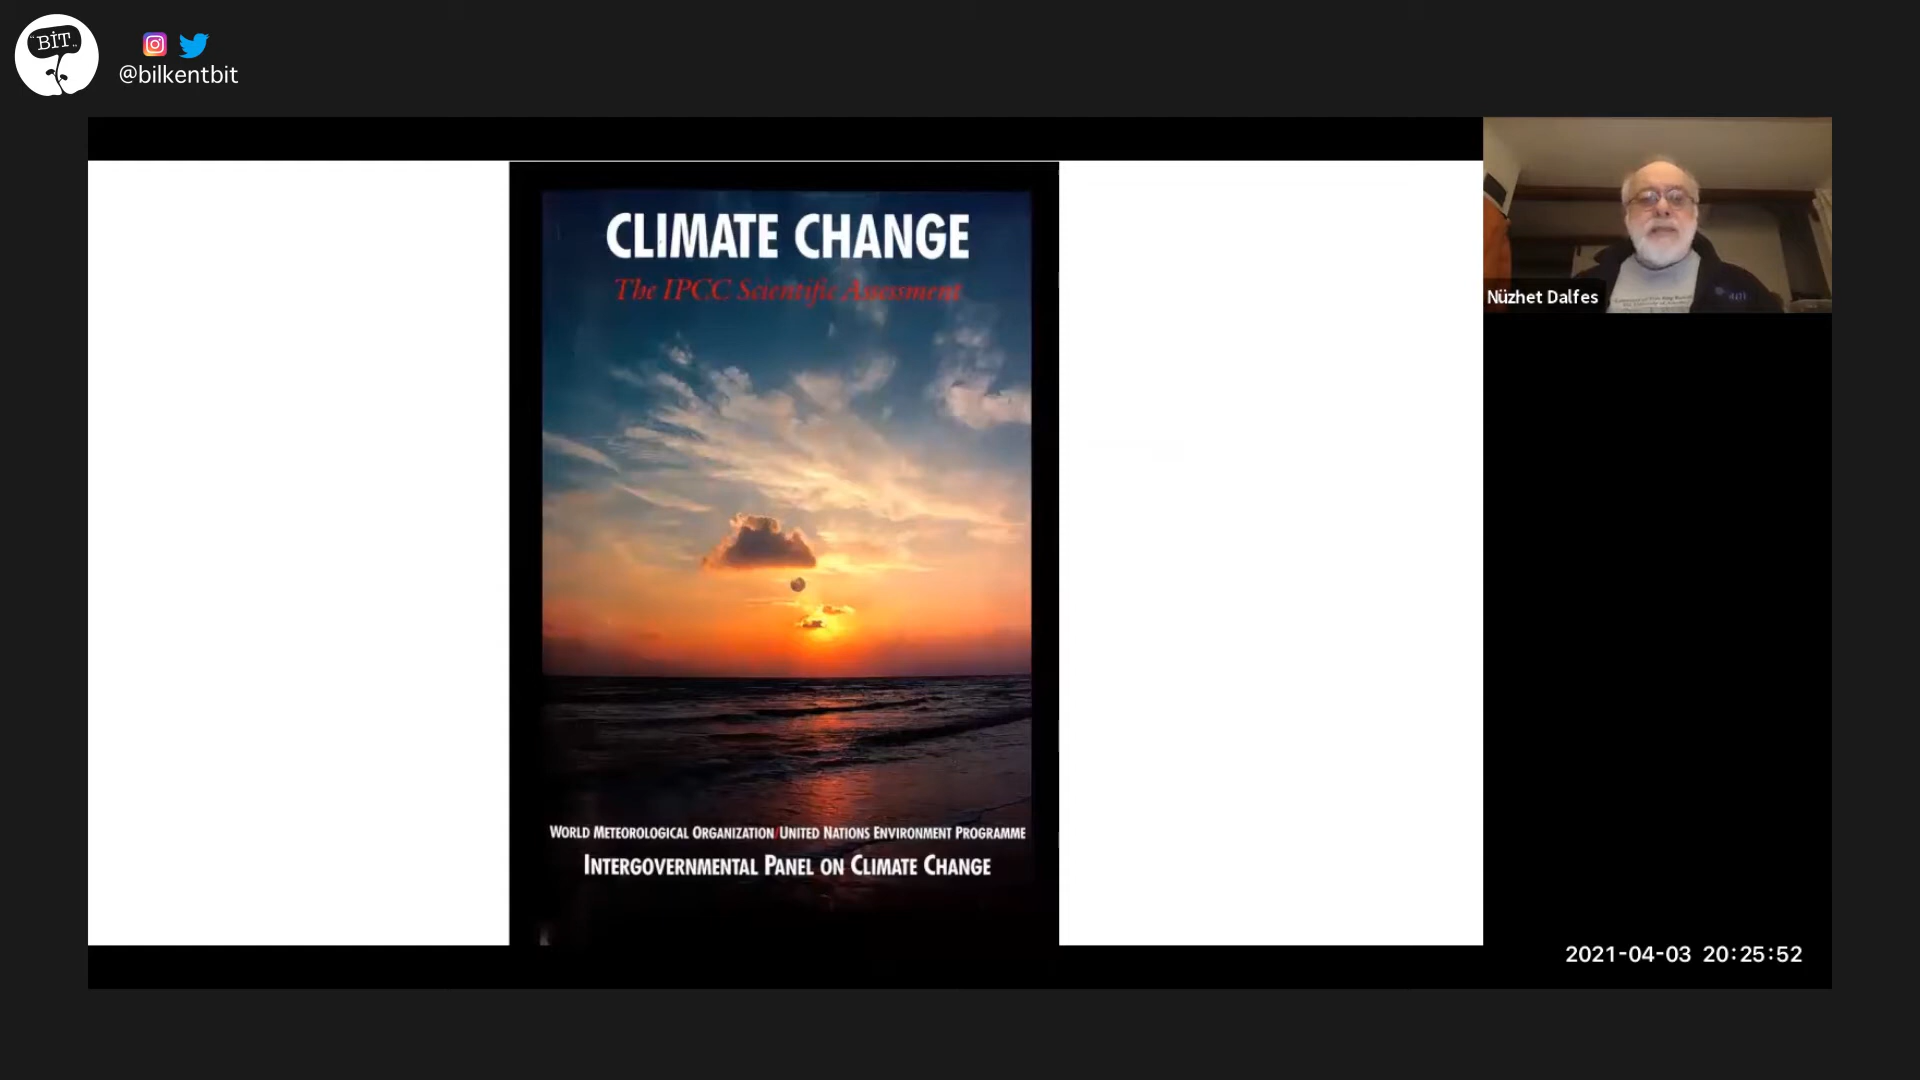 BİT
@bilkentbit
CLIMATE CHANGE
The IPCC Scientific Assessment
WORLD METEOROLOGICAL ORGANIZATION/UNITED NATIONS ENVIRONMENT PROGRAMME
INTERGOVERNMENTAL PANEL ON CLIMATE CHANGE
Nüzhet Dalfes
2021-04-03 20:25:52